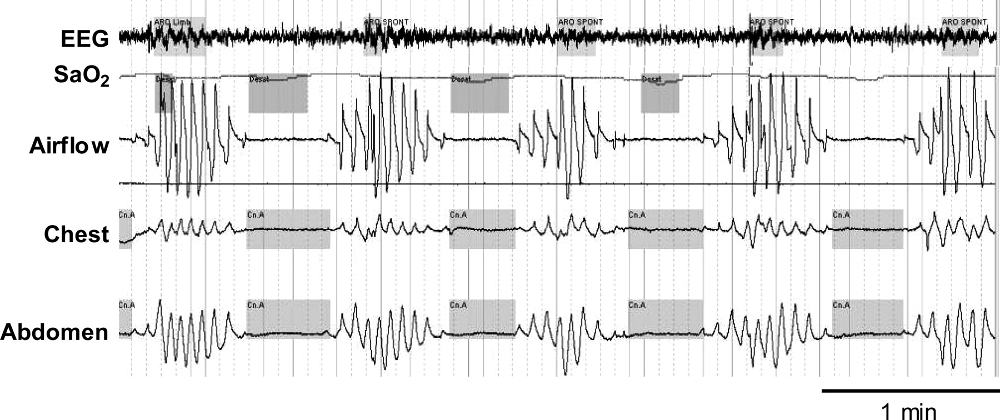 ARO Limb ARO SPONT ARO SPONT ARO SPONT ARO SPONT
EEG
SaO2
Desat Desat Desat Desat
Airflow
Cn.A Cn.A Cn.A Cn.A Cn.A
Chest
Cn.A Cn.A Cn.A Cn.A Cn.A
Abdomen
1 min